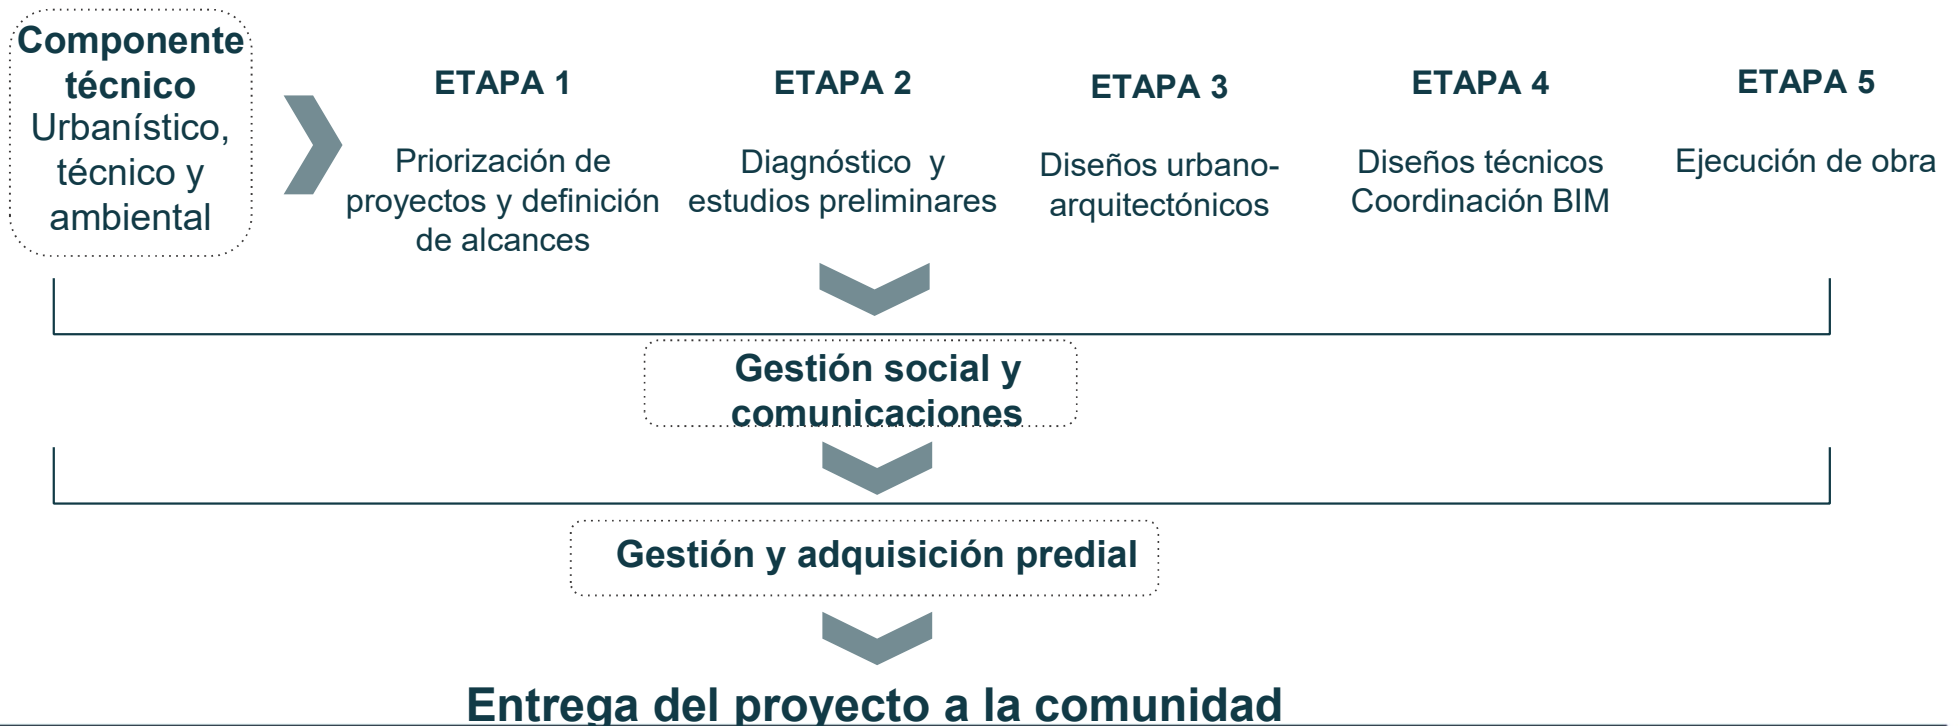 Componente
técnico
Urbanístico,
técnico y
ambiental
ETAPA 1
Priorización de
proyectos y definición
de alcances
ETAPA 2
Diagnóstico y
estudios preliminares
ETAPA 3
Diseños urbano-
arquitectónicos
ETAPA 4
Diseños técnicos
Coordinación BIM
ETAPA 5
Ejecución de obra
Gestión social y
comunicaciones
Gestión y adquisición predial
Entrega del proyecto a la comunidad